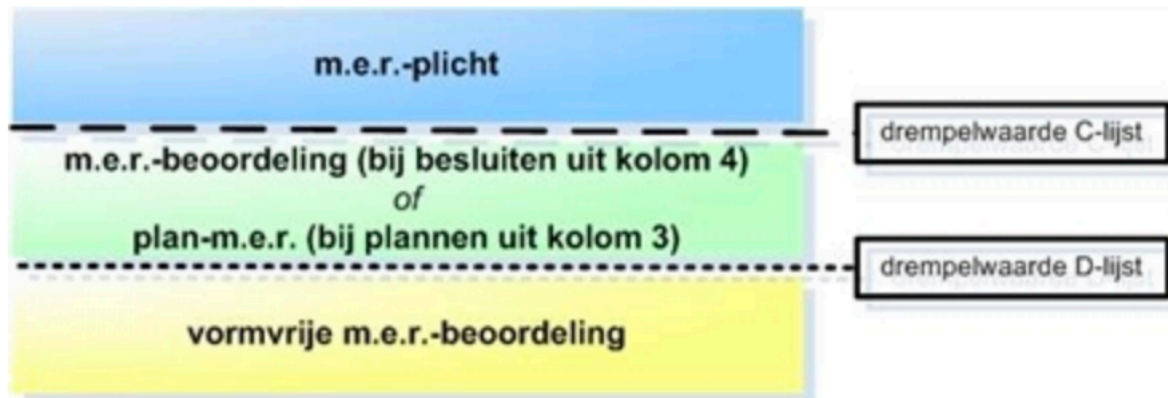 m.e.r.-plicht
drempelwaarde C-lijst
m.e.r.-beoordeling (bij besluiten uit kolom 4)
of
plan-m.e.r. (bij plannen uit kolom 3)
drempelwaarde D-lijst
vormvrije m.e.r.-beoordeling